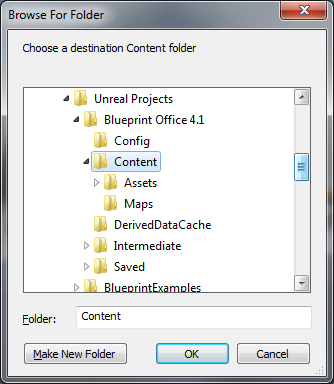 Browse For Folder
Choose a destination Content folder
Unreal Projects
Blueprint Office 4.1
Config
Content
Assets
Maps
DerivedDataCache
Intermediate
Saved
BlueprintExamples
Folder: Content
Make New Folder OK Cancel